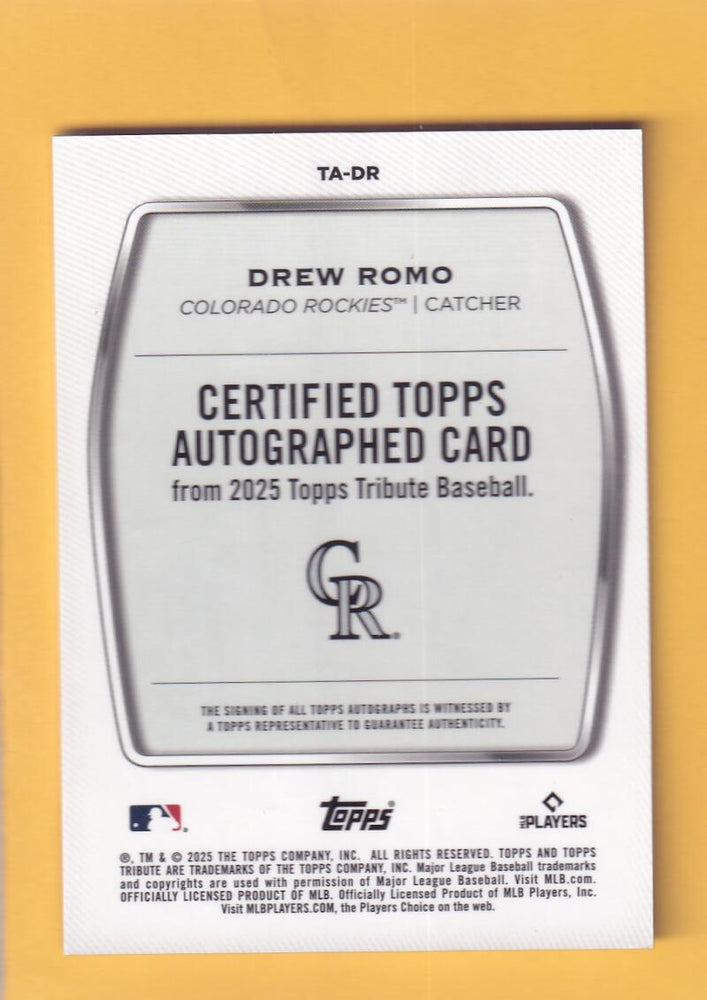 TA-DR
DREW ROMO
COLORADO ROCKIES™ | CATCHER
CERTIFIED TOPPS
AUTOGRAPHED CARD
from 2025 Topps Tribute Baseball.
CR
THE SIGNING OF ALL TOPPS AUTOGRAPHS IS WITNESSED BY
A TOPPS REPRESENTATIVE TO GUARANTEE AUTHENTICITY.
topps®
MLB PLAYERS
®, TM & © 2025 THE TOPPS COMPANY, INC. ALL RIGHTS RESERVED. TOPPS AND TOPPS
TRIBUTE ARE TRADEMARKS OF THE TOPPS COMPANY, INC. Major League Baseball trademarks
and copyrights are used with permission of Major League Baseball. Visit MLB.com.
OFFICIALLY LICENSED PRODUCT OF MLB. Officially Licensed Product of MLB Players, Inc.
Visit MLBPLAYERS.COM, the Players Choice on the web.